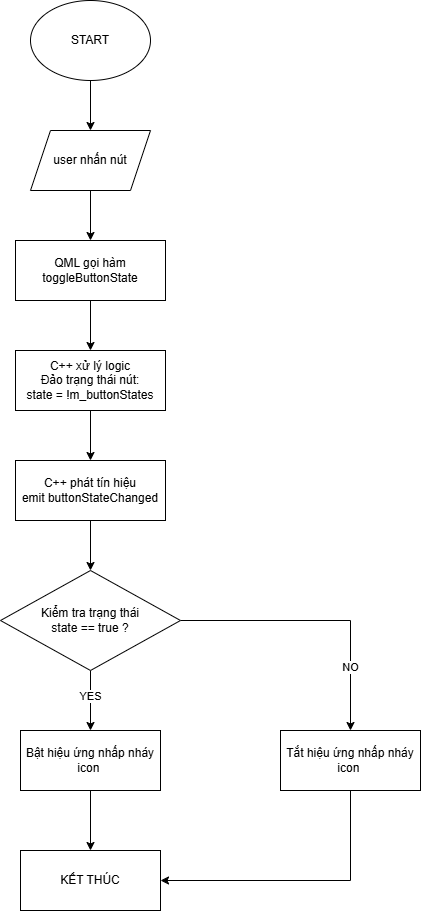 START
user nhấn nút
QML gọi hàm
toggleButtonState
C++ xử lý logic
Đảo trạng thái nút:
state = !m_buttonStates
C++ phát tín hiệu
emit buttonStateChanged
Kiểm tra trạng thái
state == true ?
NO
YES
Bật hiệu ứng nhấp nháy
icon
Tắt hiệu ứng nhấp nháy
icon
KẾT THÚC